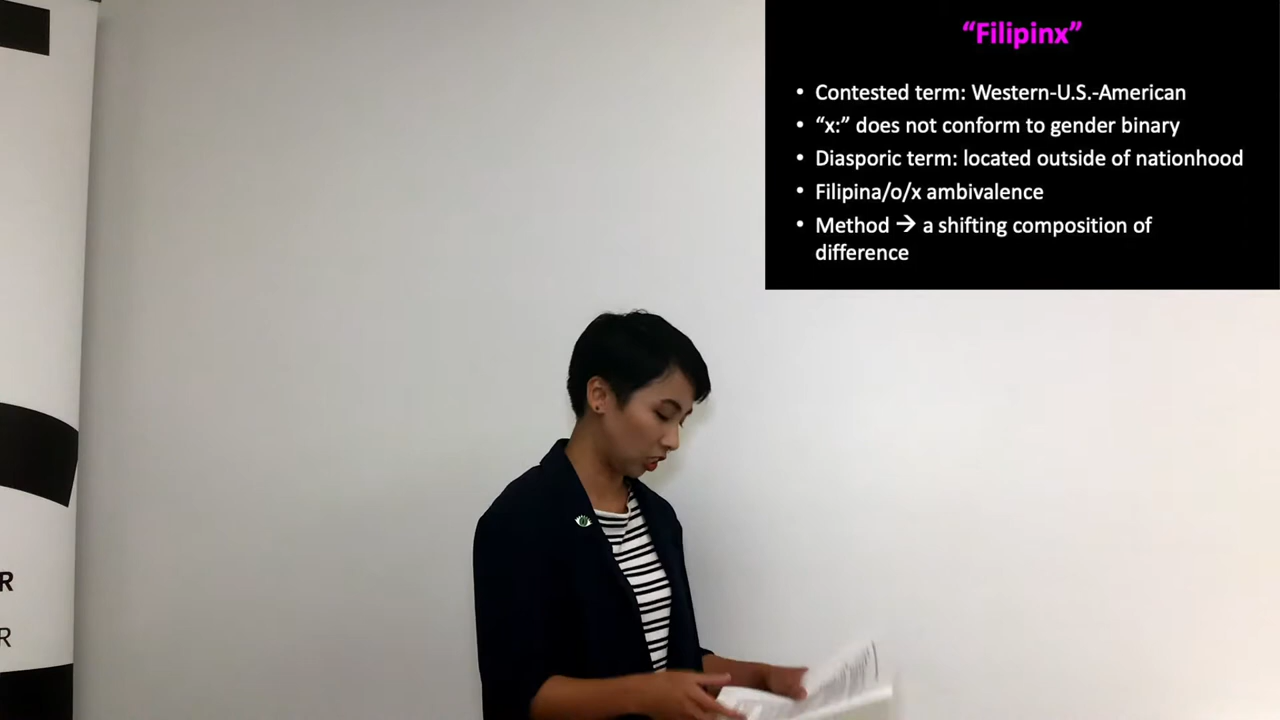 “Filipinx”
• Contested term: Western-U.S.-American
• “x:” does not conform to gender binary
• Diasporic term: located outside of nationhood
• Filipina/o/x ambivalence
• Method → a shifting composition of
difference
R
R